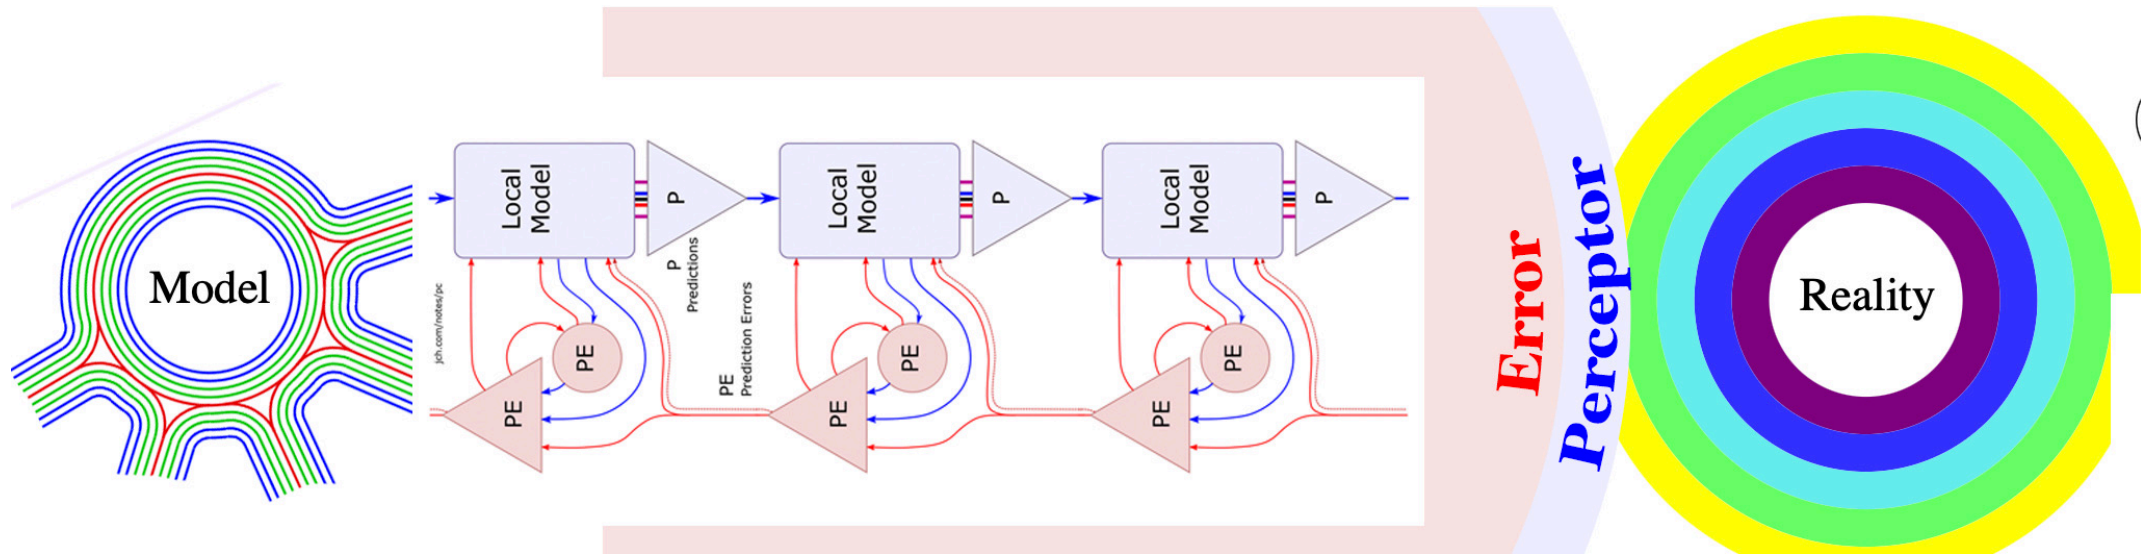 Model
jch.com/notes/pc
Local
Model
P
P
Predictions
PE
PE
PE
Prediction Errors
Local
Model
P
PE
PE
Local
Model
P
PE
PE
Error
Perceptor
Reality